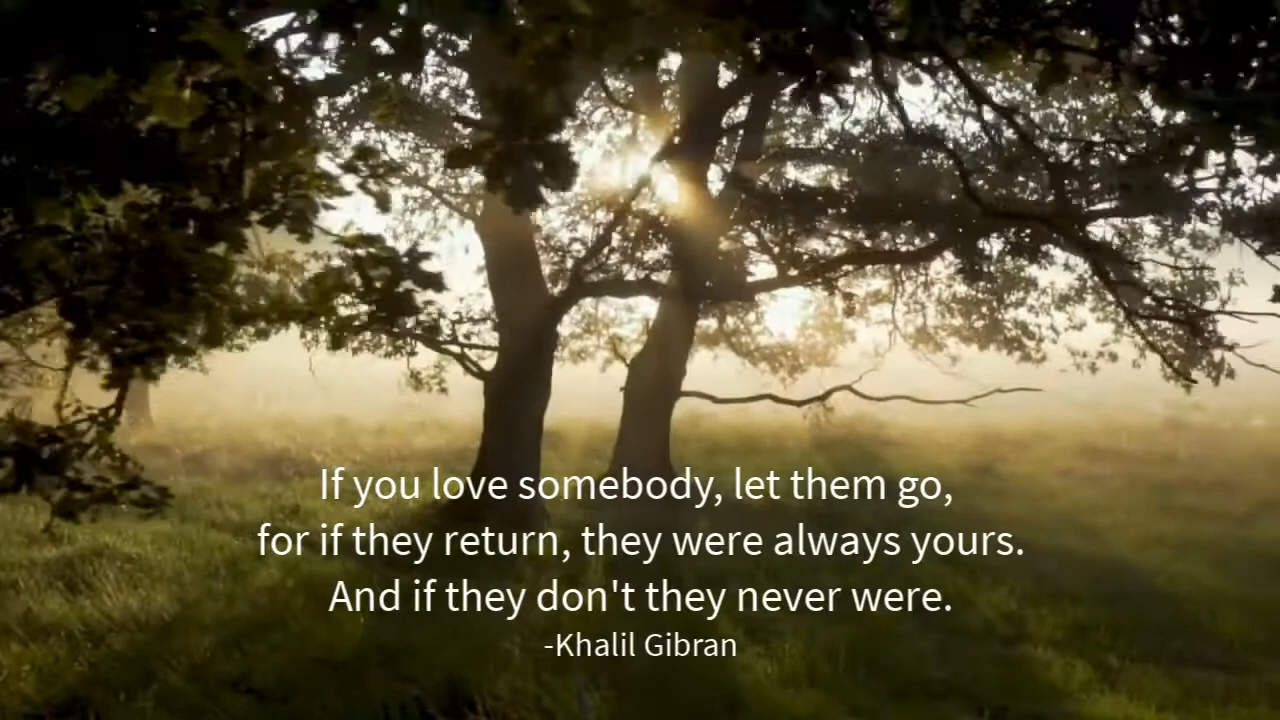 If you love somebody, let them go,
for if they return, they were always yours.
And if they don't they never were.
-Khalil Gibran